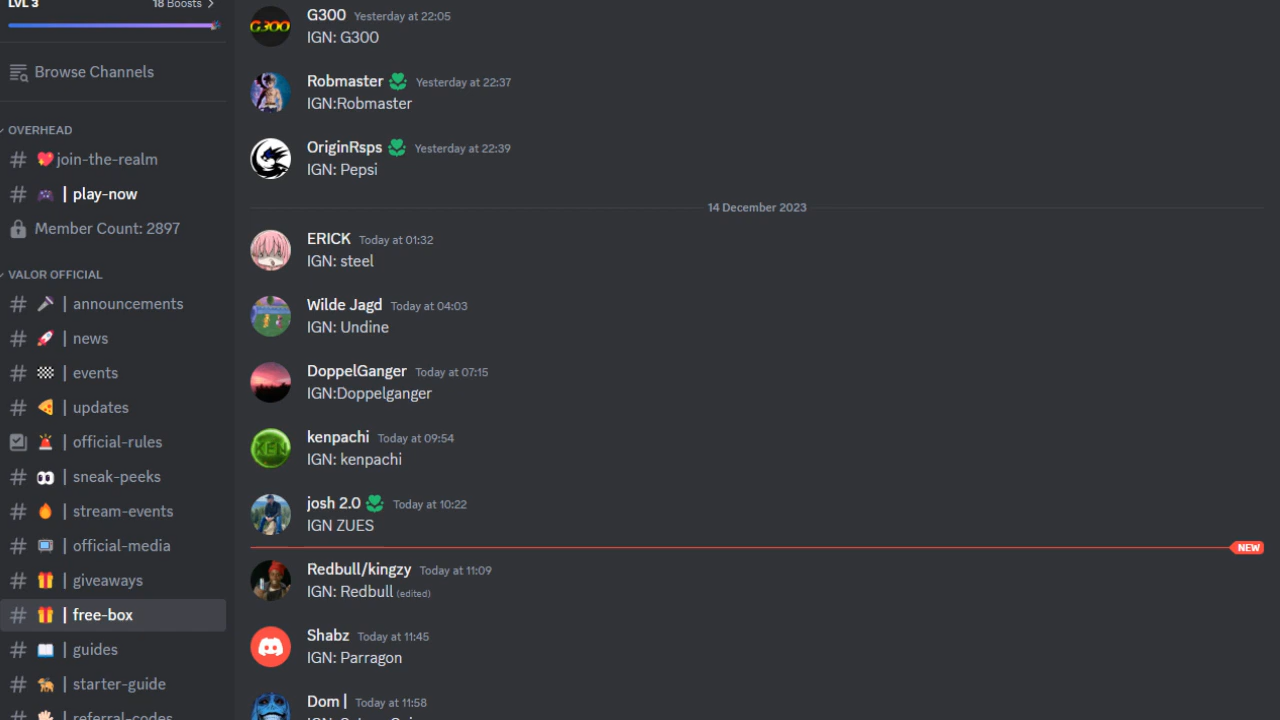 LVL 3
18 Boosts
Browse Channels
OVERHEAD
join-the-realm
| play-now
Member Count: 2897
VALOR OFFICIAL
| announcements
| news
| events
| updates
| official-rules
| sneak-peeks
| stream-events
| official-media
| giveaways
| free-box
| guides
| starter-guide
| referral-codes
G300
G300 Yesterday at 22:05
IGN: G300
Robmaster Yesterday at 22:37
IGN:Robmaster
OriginRsps Yesterday at 22:39
IGN: Pepsi
14 December 2023
ERICK Today at 01:32
IGN: steel
Wilde Jagd Today at 04:03
IGN: Undine
DoppelGanger Today at 07:15
IGN:Doppelganger
KEN
kenpachi Today at 09:54
IGN: kenpachi
josh 2.0 Today at 10:22
IGN ZUES
NEW
Redbull/kingzy Today at 11:09
IGN: Redbull (edited)
Shabz Today at 11:45
IGN: Parragon
Dom | Today at 11:58
IGN: